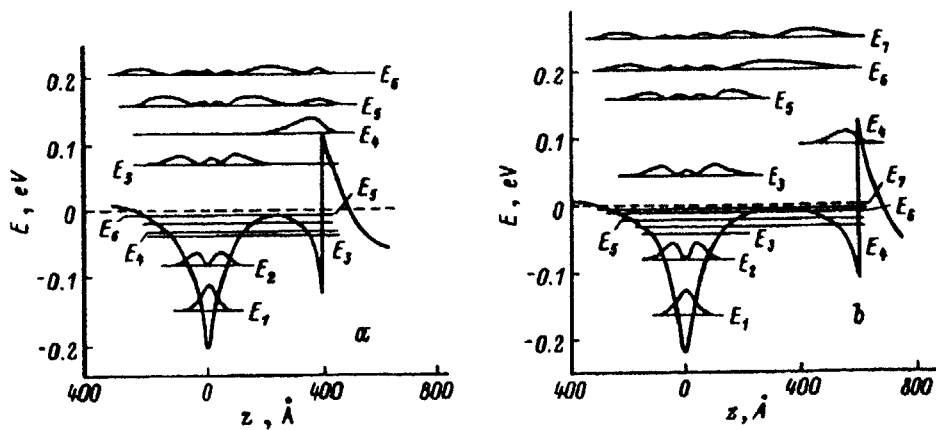 E, eV
0.2
0.1
0
-0.1
-0.2
400 0 400 800
z, Å
E₆
E₅
E₄
E₃
E₅
E₆
E₄
E₃
E₂
E₁
a
E, eV
0.2
0.1
0
-0.1
-0.2
400 0 400 800
z, Å
E₇
E₆
E₅
E₄
E₃
E₇
E₆
E₅
E₃
E₄
E₂
E₁
b